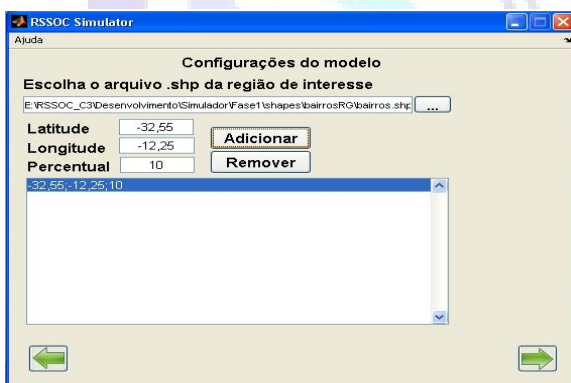 RSSOC Simulator
Ajuda
Configurações do modelo
Escolha o arquivo .shp da região de interesse
E:\RSSOC_C3\Desenvolvimento\Simulador\Fase1\shapes\bairrosRG\bairros.shp ...
Latitude -32,55
Longitude -12,25
Percentual 10
Adicionar
Remover
-32,55;-12,25;10